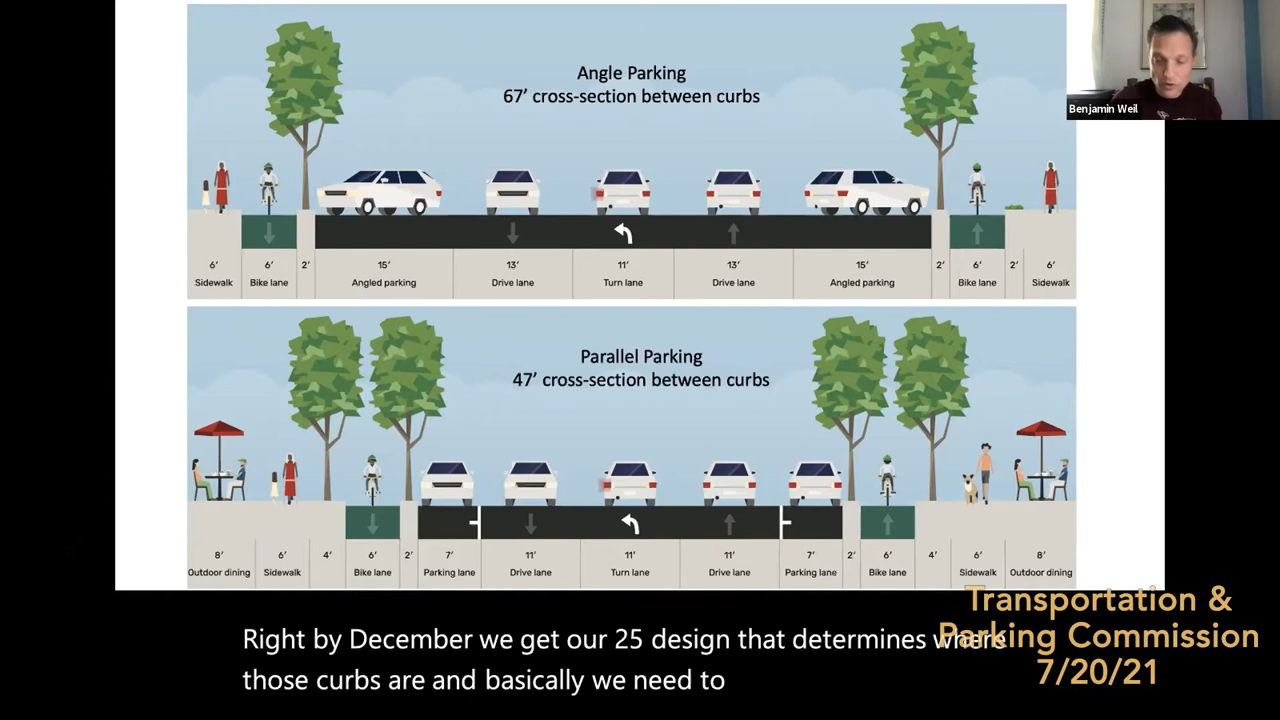 Angle Parking
67′ cross-section between curbs
Benjamin Weil
6′ 6′ 2′ 15′ 13′ 11′ 13′ 15′ 2′ 6′ 2′ 6′
Sidewalk Bike lane Angled parking Drive lane Turn lane Drive lane Angled parking Bike lane Sidewalk
Parallel Parking
47′ cross-section between curbs
8′ 6′ 4′ 6′ 2′ 7′ 11′ 11′ 11′ 7′ 2′ 6′ 4′ 6′ 8′
Outdoor dining Sidewalk Bike lane Parking lane Drive lane Turn lane Drive lane Parking lane Bike lane Sidewalk Outdoor dining
Right by December we get our 25 design that determines where
those curbs are and basically we need to
Transportation &
Parking Commission
7/20/21